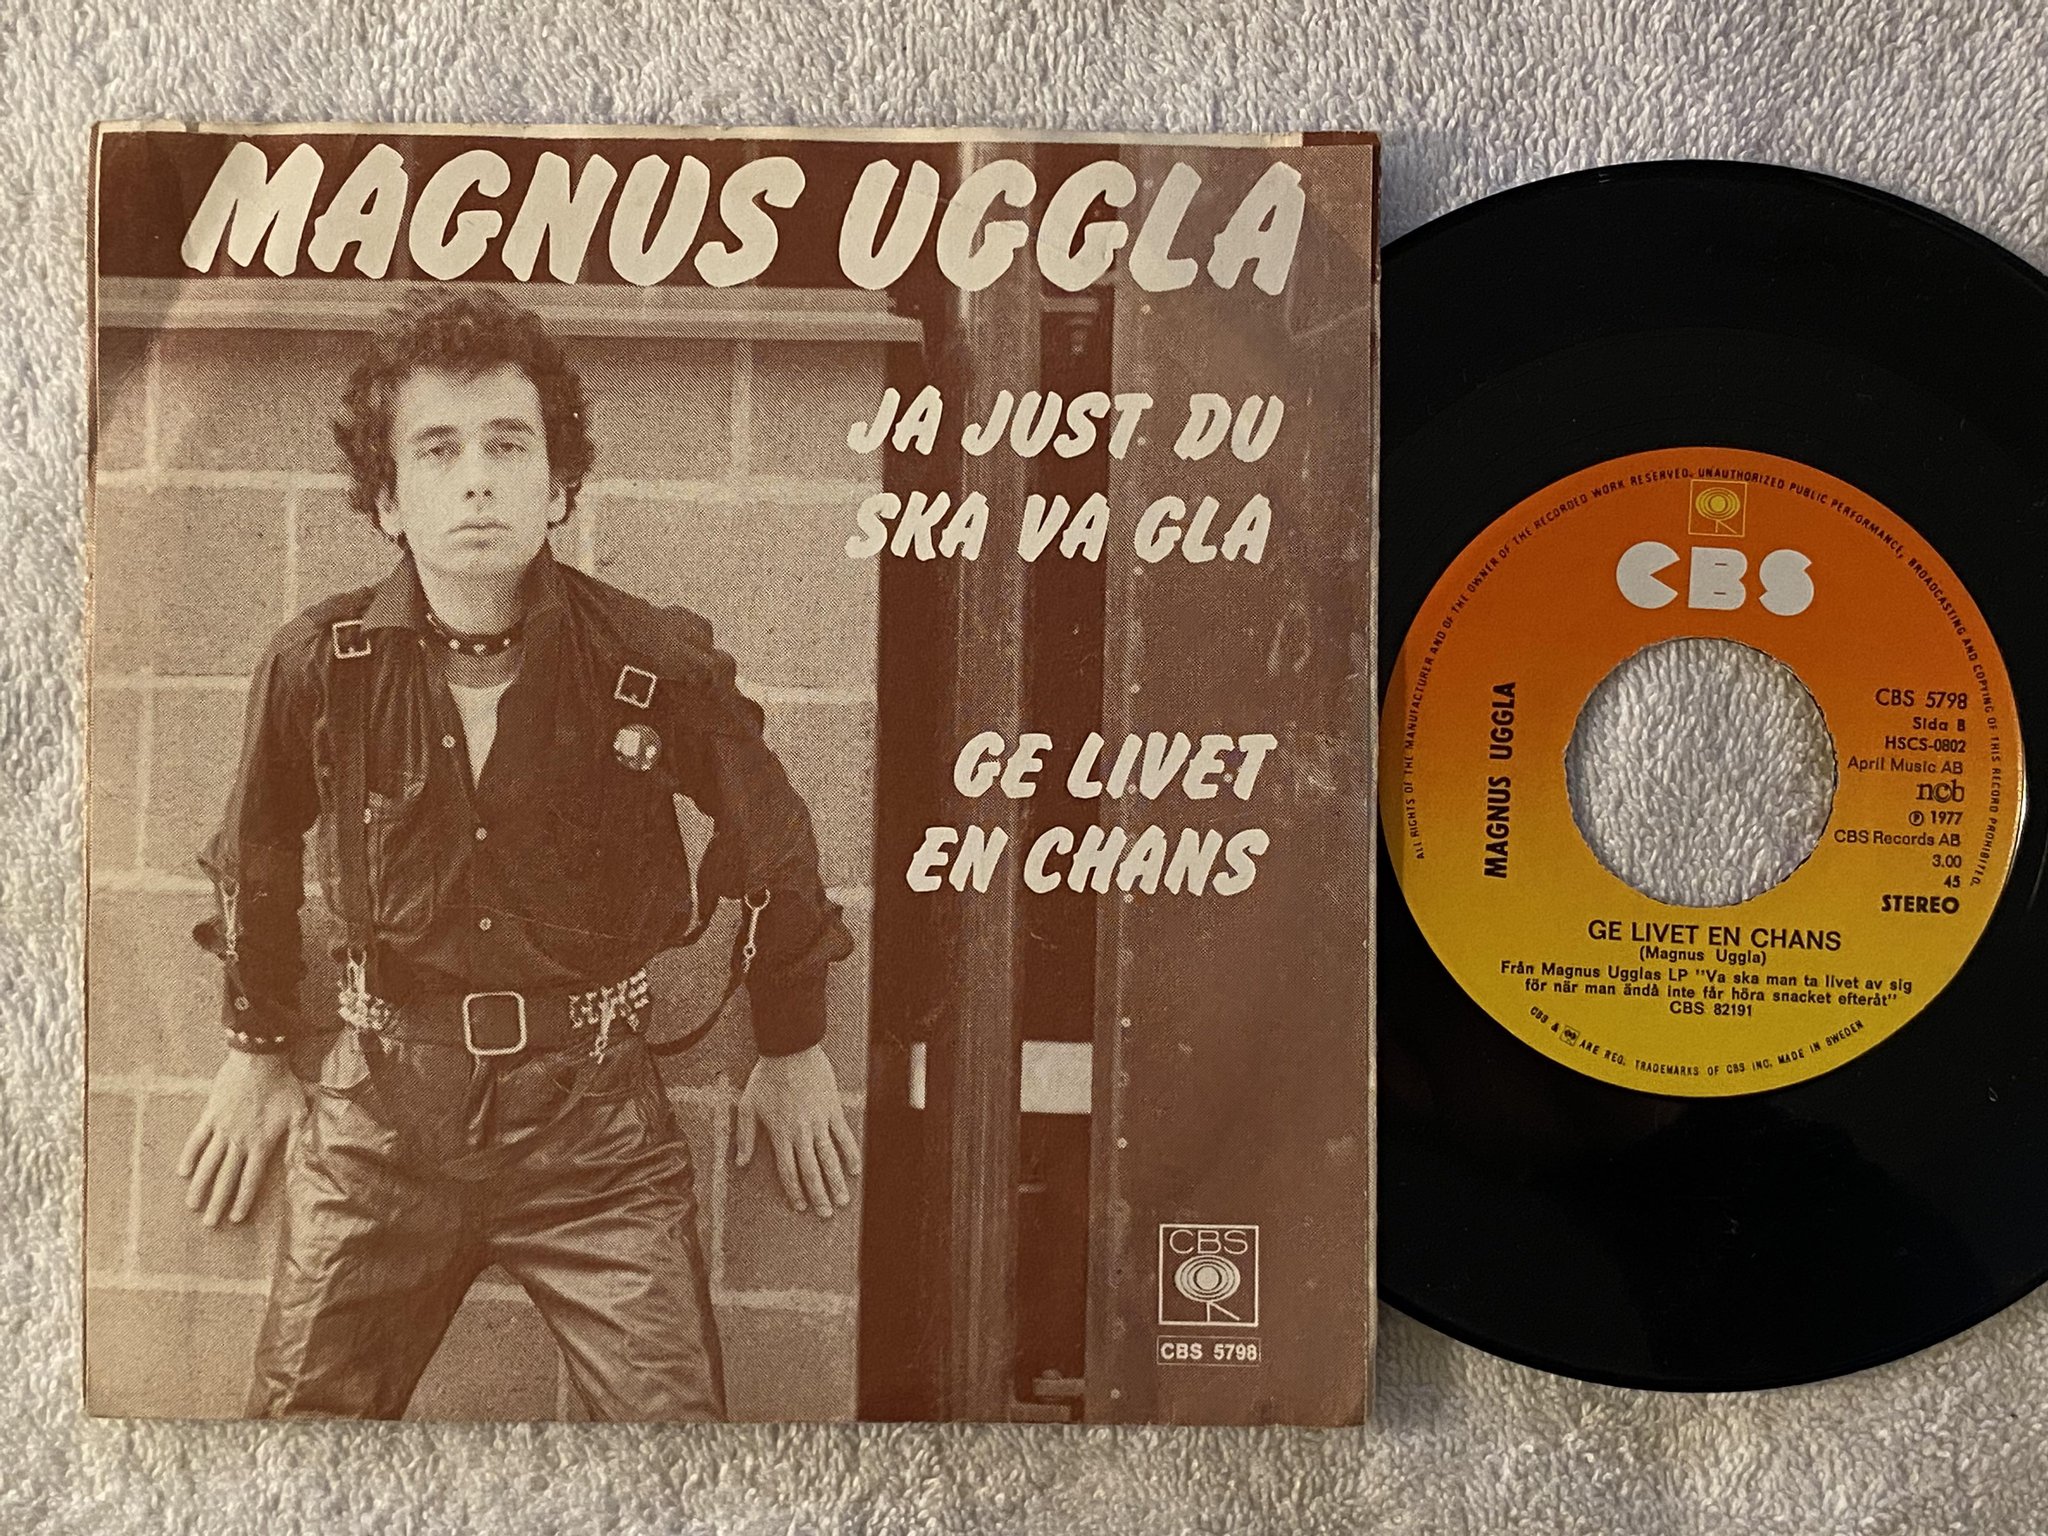 MAGNUS UGGLA
JA JUST DU
SKA VA GLA
GE LIVET
EN CHANS
CBS
CBS 5798
ALL RIGHTS OF THE MANUFACTURER AND OF THE OWNER OF THE RECORDED WORK RESERVED. UNAUTHORIZED PUBLIC PERFORMANCE, BROADCASTING AND COPYING OF THIS RECORD PROHIBITED.
CBS
MAGNUS UGGLA
CBS 5798
Sida B
HSCS-0802
April Music AB
ncb
℗ 1977
CBS Records AB
3.00
45
STEREO
GE LIVET EN CHANS
(Magnus Uggla)
Från Magnus Ugglas LP "Va ska man ta livet av sig
för när man ändå inte får höra snacket efteråt"
CBS 82191
CBS & ARE REG. TRADEMARKS OF CBS INC. MADE IN SWEDEN